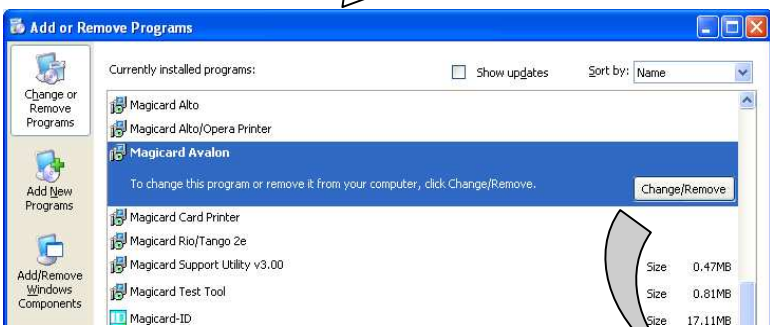 Add or Remove Programs
Currently installed programs:
Show updates
Sort by: Name
Change or
Remove
Programs
Magicard Alto
Magicard Alto/Opera Printer
Magicard Avalon
To change this program or remove it from your computer, click Change/Remove.
Change/Remove
Add New
Programs
Magicard Card Printer
Magicard Rio/Tango 2e
Magicard Support Utility v3.00
Size 0.47MB
Add/Remove
Windows
Components
Magicard Test Tool
Size 0.81MB
Magicard-ID
Size 17.11MB